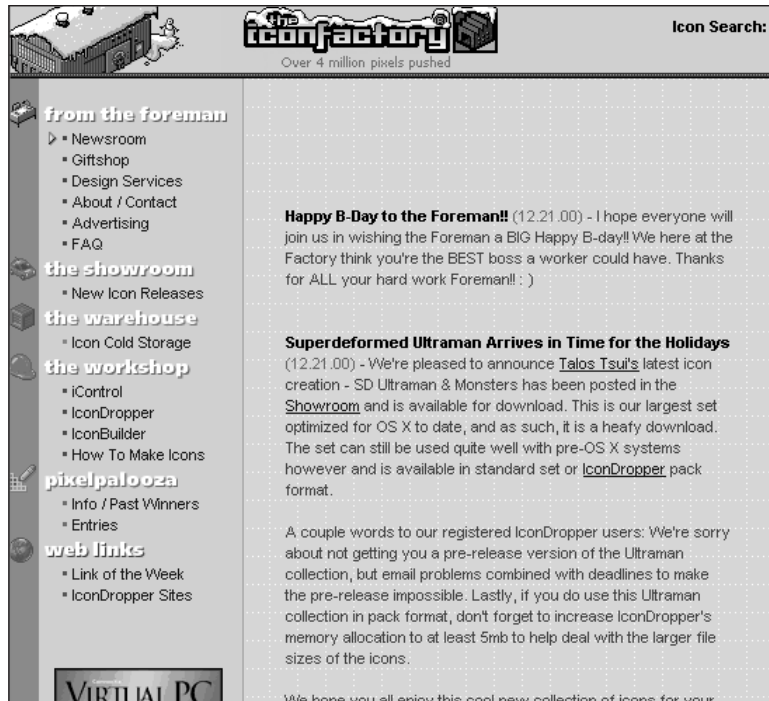 the
iconfactory
Over 4 million pixels pushed
Icon Search:
from the foreman
Newsroom
Giftshop
Design Services
About / Contact
Advertising
FAQ
the showroom
New Icon Releases
the warehouse
Icon Cold Storage
the workshop
iControl
IconDropper
IconBuilder
How To Make Icons
pixelpalooza
Info / Past Winners
Entries
web links
Link of the Week
IconDropper Sites
VIRTUAL PC
Happy B-Day to the Foreman!! (12.21.00) - I hope everyone will
join us in wishing the Foreman a BIG Happy B-day!! We here at the
Factory think you're the BEST boss a worker could have. Thanks
for ALL your hard work Foreman!! : )
Superdeformed Ultraman Arrives in Time for the Holidays
(12.21.00) - We're pleased to announce Talos Tsui's latest icon
creation - SD Ultraman & Monsters has been posted in the
Showroom and is available for download. This is our largest set
optimized for OS X to date, and as such, it is a heafy download.
The set can still be used quite well with pre-OS X systems
however and is available in standard set or IconDropper pack
format.
A couple words to our registered IconDropper users: We're sorry
about not getting you a pre-release version of the Ultraman
collection, but email problems combined with deadlines to make
the pre-release impossible. Lastly, if you do use this Ultraman
collection in pack format, don't forget to increase IconDropper's
memory allocation to at least 5mb to help deal with the larger file
sizes of the icons.
We hope you all enjoy this cool new collection of icons for your